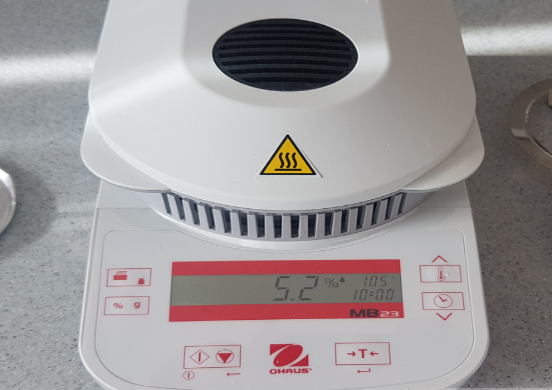 5.2 % 105
10:00
% g
MB23
→T←
OHAUS